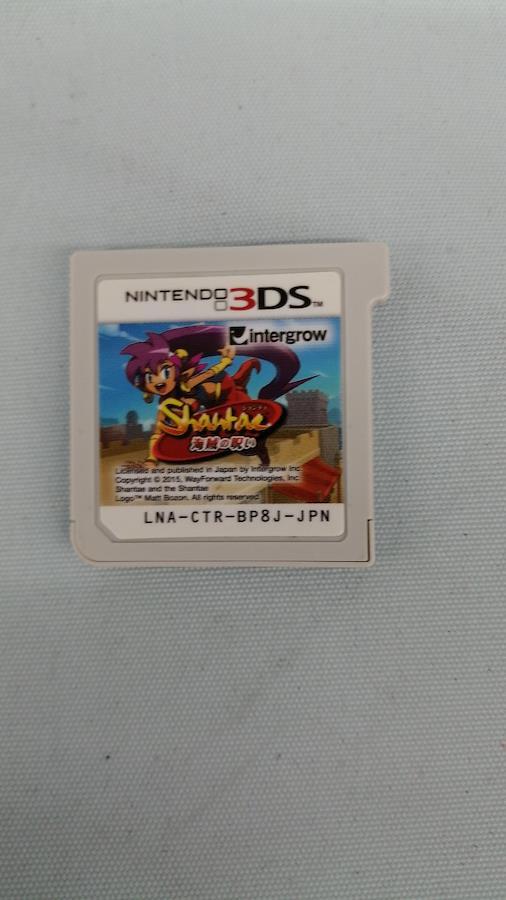 NINTENDO 3DS™
intergrow
シャンティ
Shantae
海賊の呪い
Licensed and published in Japan by Intergrow Inc
Copyright © 2015, WayForward Technologies, Inc
Shantae and the Shantae
Logo™ Matt Bozon. All rights reserved
LNA-CTR-BP8J-JPN